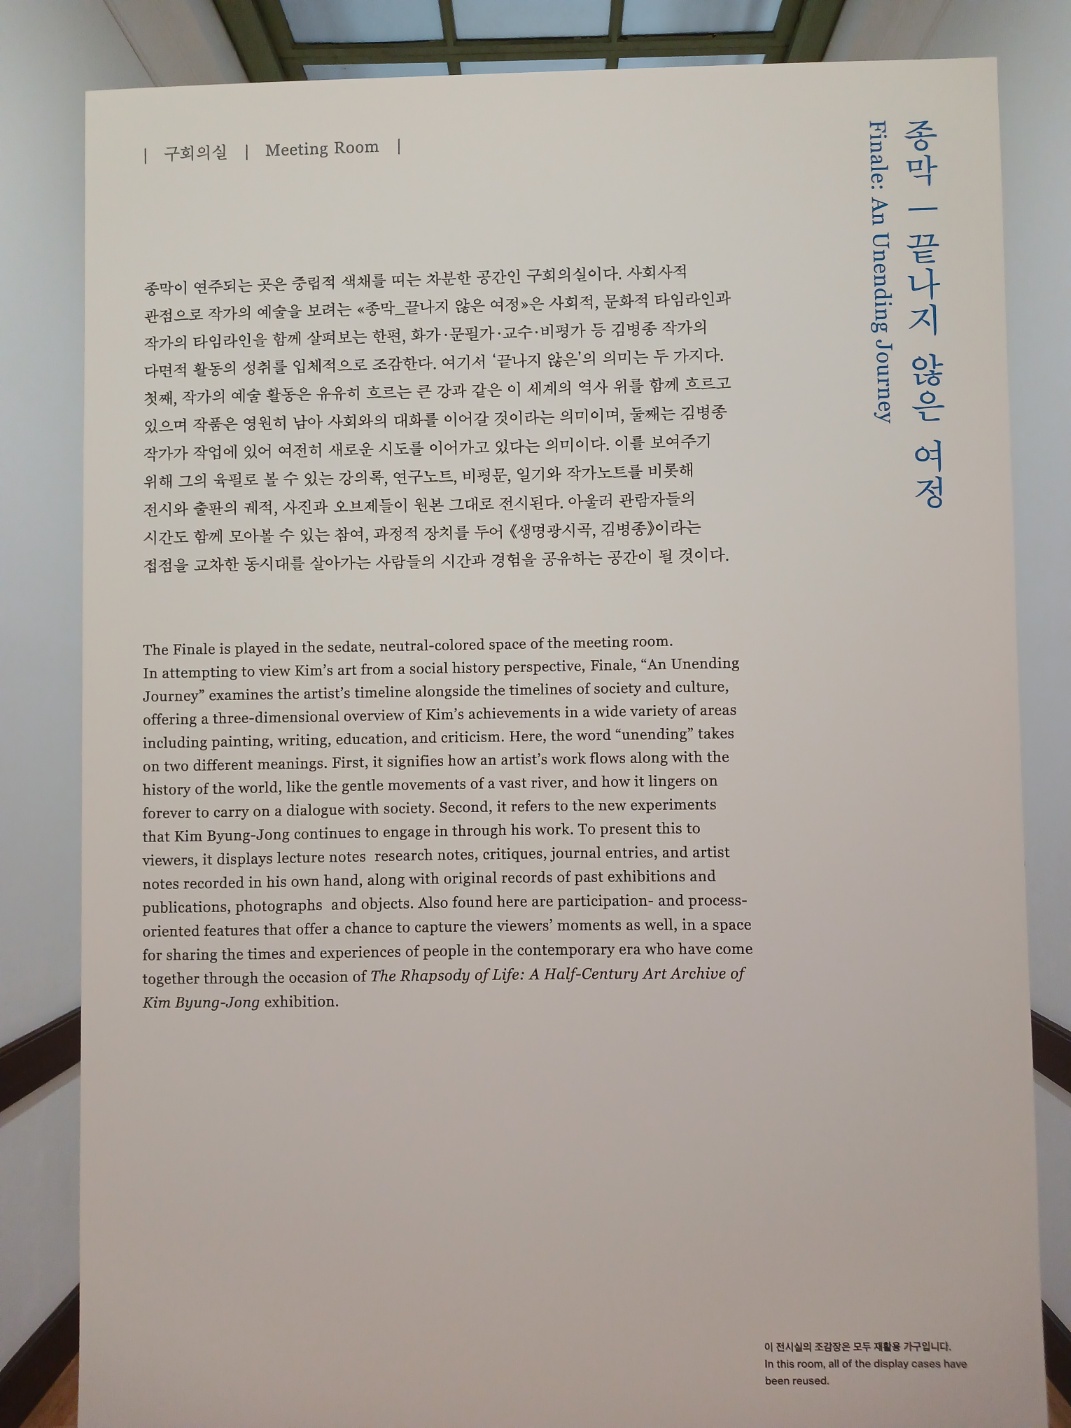 | 구회의실 | Meeting Room |
종막 — 끝나지 않은 여정
Finale: An Unending Journey
종막이 연주되는 곳은 중립적 색채를 띠는 차분한 공간인 구회의실이다. 사회사적
관점으로 작가의 예술을 보려는 «종막_끝나지 않은 여정»은 사회적, 문화적 타임라인과
작가의 타임라인을 함께 살펴보는 한편, 화가·문필가·교수·비평가 등 김병종 작가의
다면적 활동의 성취를 입체적으로 조감한다. 여기서 ‘끝나지 않은’의 의미는 두 가지다.
첫째, 작가의 예술 활동은 유유히 흐르는 큰 강과 같은 이 세계의 역사 위를 함께 흐르고
있으며 작품은 영원히 남아 사회와의 대화를 이어갈 것이라는 의미이며, 둘째는 김병종
작가가 작업에 있어 여전히 새로운 시도를 이어가고 있다는 의미이다. 이를 보여주기
위해 그의 육필로 볼 수 있는 강의록, 연구노트, 비평문, 일기와 작가노트를 비롯해
전시와 출판의 궤적, 사진과 오브제들이 원본 그대로 전시된다. 아울러 관람자들의
시간도 함께 모아볼 수 있는 참여, 과정적 장치를 두어 《생명광시곡, 김병종》이라는
접점을 교차한 동시대를 살아가는 사람들의 시간과 경험을 공유하는 공간이 될 것이다.
The Finale is played in the sedate, neutral-colored space of the meeting room.
In attempting to view Kim’s art from a social history perspective, Finale, “An Unending
Journey” examines the artist’s timeline alongside the timelines of society and culture,
offering a three-dimensional overview of Kim’s achievements in a wide variety of areas
including painting, writing, education, and criticism. Here, the word “unending” takes
on two different meanings. First, it signifies how an artist’s work flows along with the
history of the world, like the gentle movements of a vast river, and how it lingers on
forever to carry on a dialogue with society. Second, it refers to the new experiments
that Kim Byung-Jong continues to engage in through his work. To present this to
viewers, it displays lecture notes  research notes, critiques, journal entries, and artist
notes recorded in his own hand, along with original records of past exhibitions and
publications, photographs  and objects. Also found here are participation- and process-
oriented features that offer a chance to capture the viewers’ moments as well, in a space
for sharing the times and experiences of people in the contemporary era who have come
together through the occasion of The Rhapsody of Life: A Half-Century Art Archive of
Kim Byung-Jong exhibition.
이 전시실의 조감장은 모두 재활용 가구입니다.
In this room, all of the display cases have
been reused.